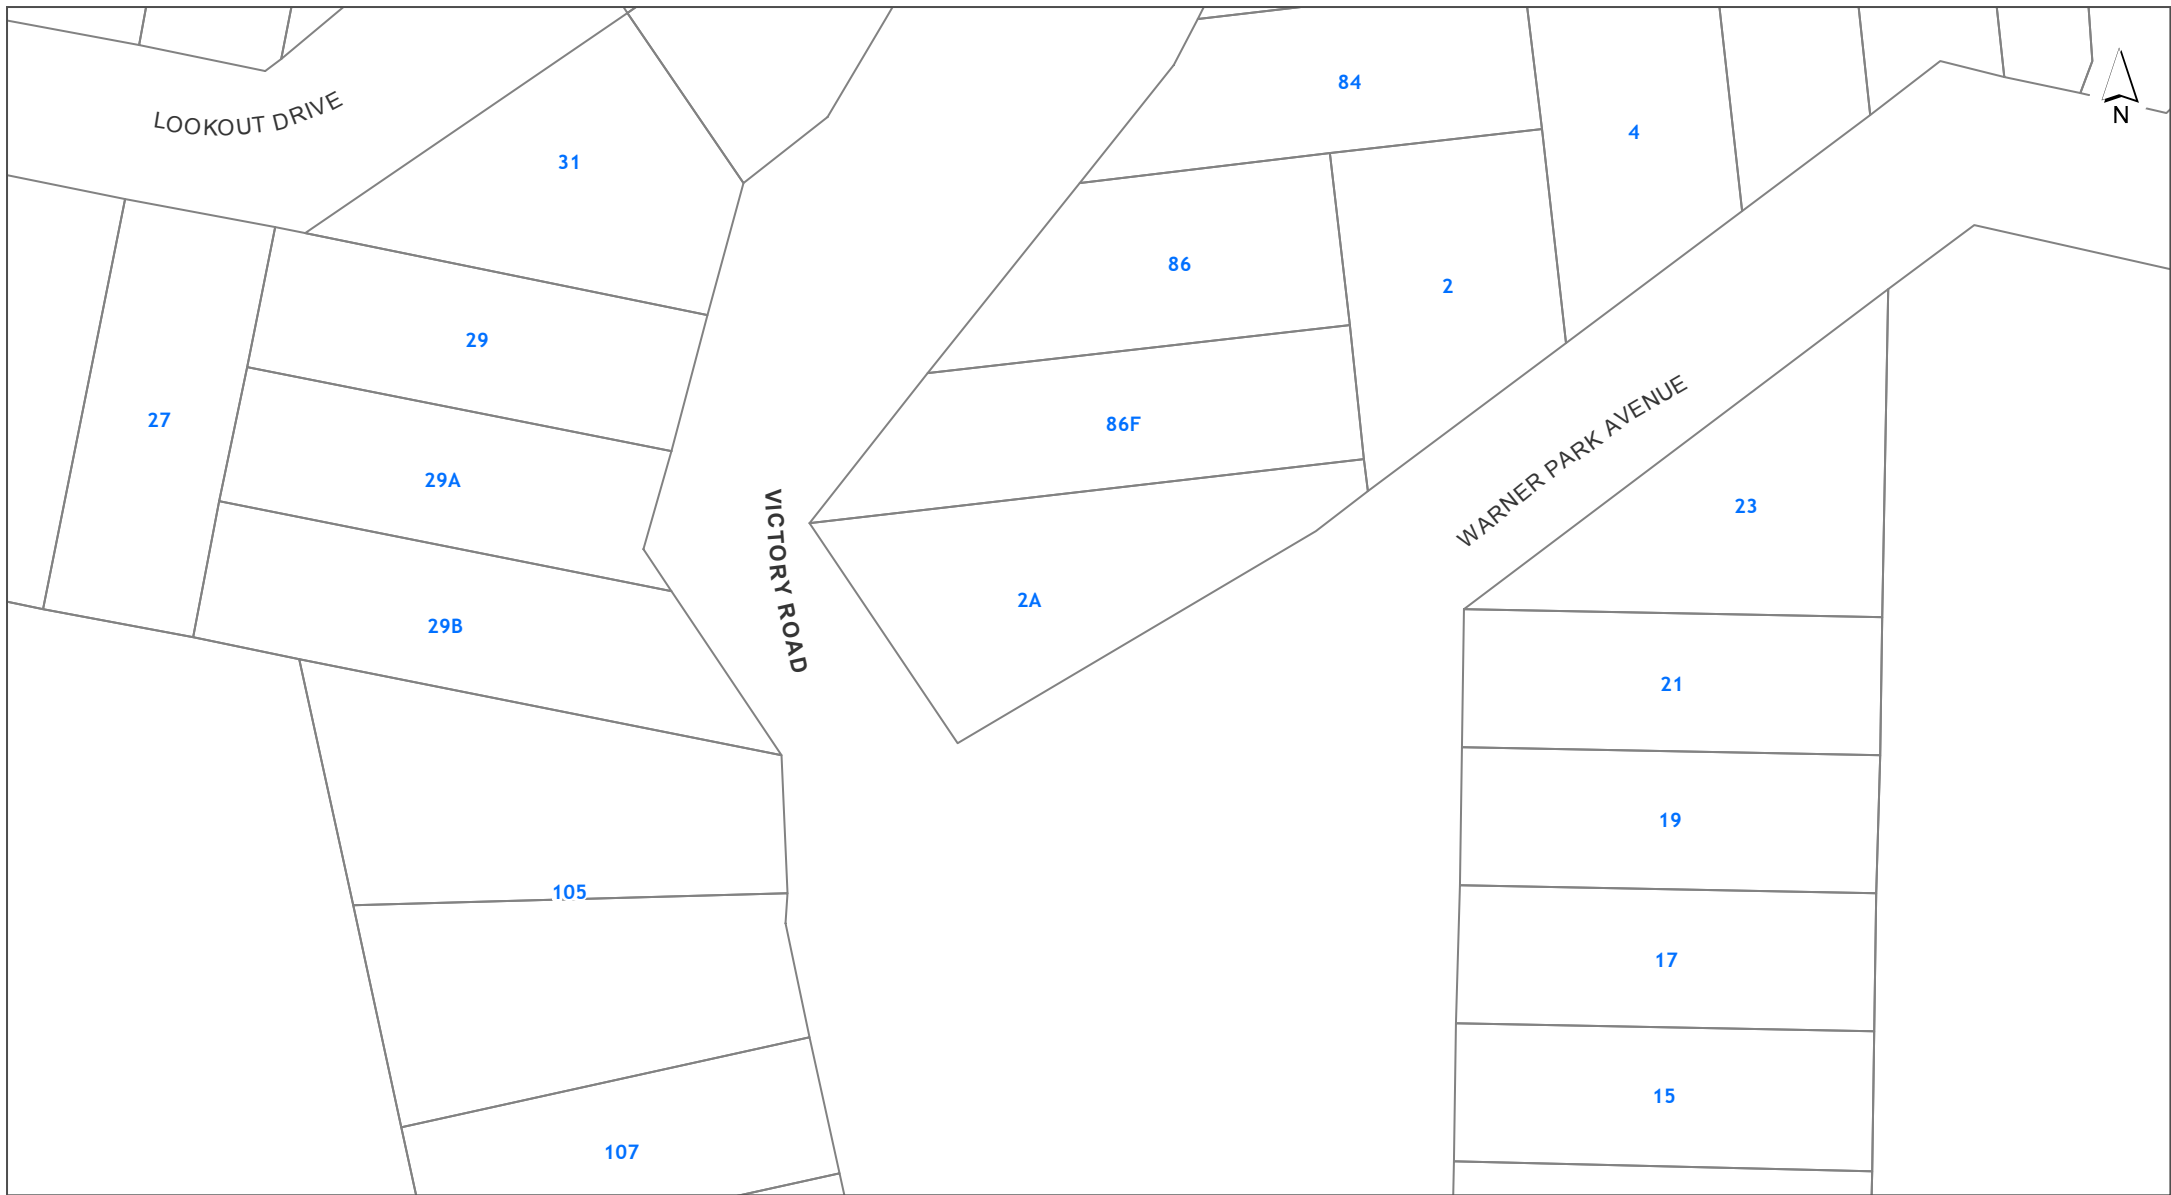 84
N
LOOKOUT DRIVE
4
31
86
2
29
WARNER PARK AVENUE
27
86F
29A
23
VICTORY ROAD
2A
29B
21
19
105
17
15
107